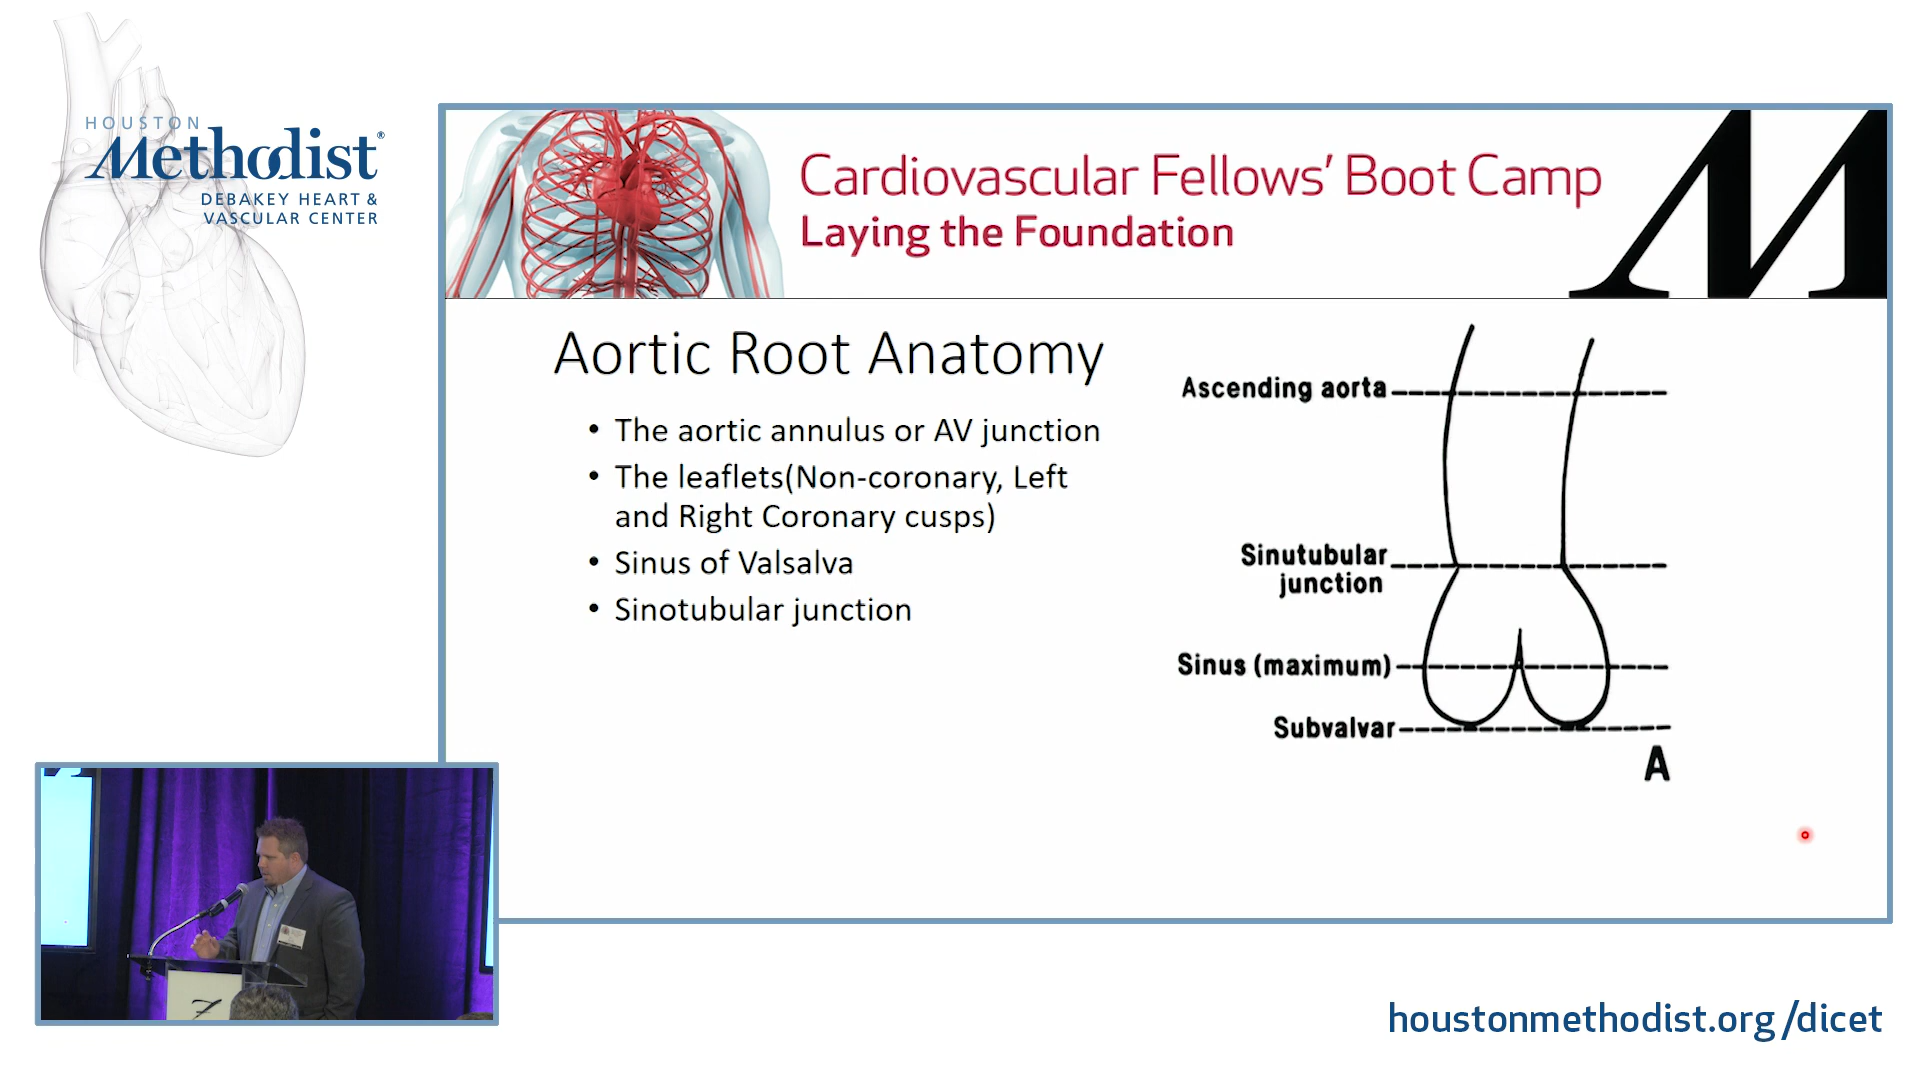 HOUSTON
Methodist®
DEBAKEY HEART &
VASCULAR CENTER
Cardiovascular Fellows' Boot Camp
Laying the Foundation
M
Aortic Root Anatomy
• The aortic annulus or AV junction
• The leaflets(Non-coronary, Left
and Right Coronary cusps)
• Sinus of Valsalva
• Sinotubular junction
Ascending aorta
Sinutubular
junction
Sinus (maximum)
Subvalvar
A
houstonmethodist.org/dicet